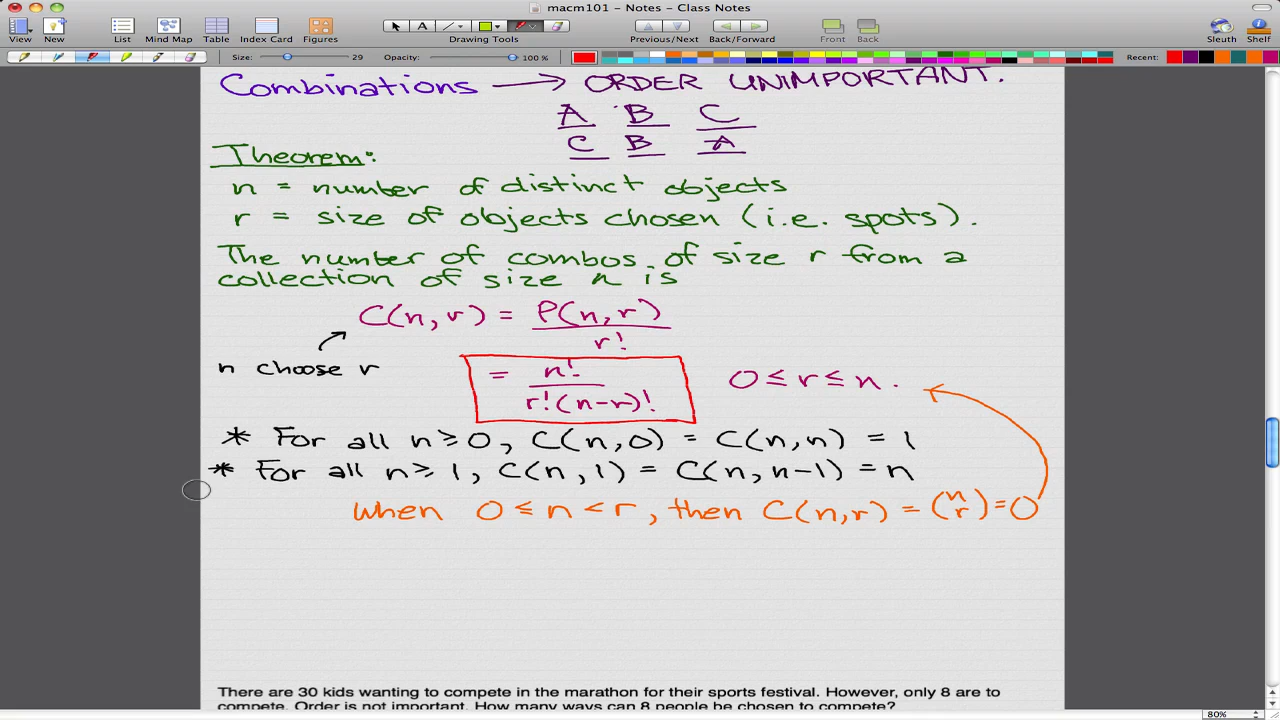 macm101 - Notes - Class Notes
View New List Mind Map Table Index Card Figures Drawing Tools Previous/Next Back/Forward Front Back Sleuth Shelf
Size: 29 Opacity: 100 % Recent:
Combinations → ORDER UNIMPORTANT.
A B C
C B A
Theorem:
n = number of distinct objects
r = size of objects chosen (i.e. spots).
The number of combos of size r from a
collection of size n is
C(n,r) = P(n,r)
r!
n choose r
= n!
r!(n-r)!
0 ≤ r ≤ n.
* For all n ≥ 0, C(n,0) = C(n,n) = 1
* For all n ≥ 1, C(n,1) = C(n,n-1) = n
when 0 ≤ n < r, then C(n,r) = (n r) = 0
There are 30 kids wanting to compete in the marathon for their sports festival. However, only 8 are to
compete. Order is not important. How many ways can 8 people be chosen to compete?
80%